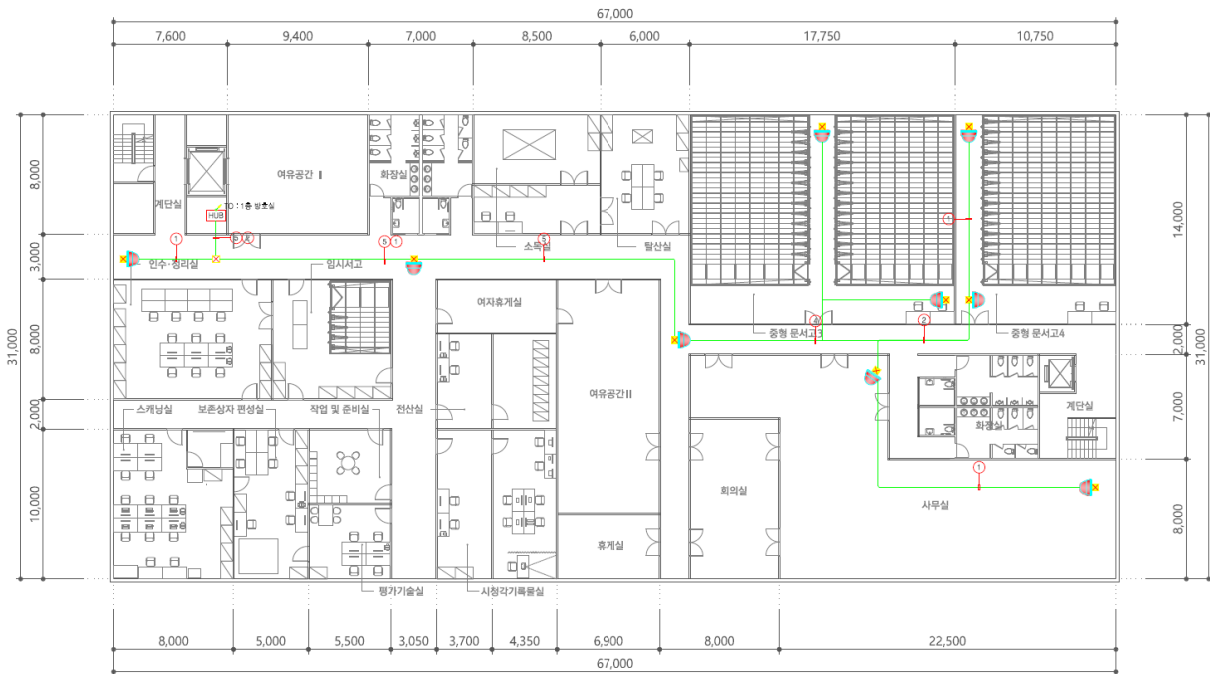 67,000
7,600 9,400 7,000 8,500 6,000 17,750 10,750
8,000
3,000
8,000
2,000
10,000
31,000
14,000
2,000
7,000
8,000
31,000
여유공간 Ⅱ
화장실
계단실
HUB
소독실
탈산실
1
5
1
5
인수·정리실
임시서고
여자휴게실
1
4
2
중형 문서고3
중형 문서고4
여유공간Ⅱ
스캐닝실
보존상자 편성실
작업 및 준비실
전산실
계단실
화장실
회의실
1
사무실
휴게실
평가기술실
시청각기록물실
8,000 5,000 5,500 3,050 3,700 4,350 6,900 8,000 22,500
67,000